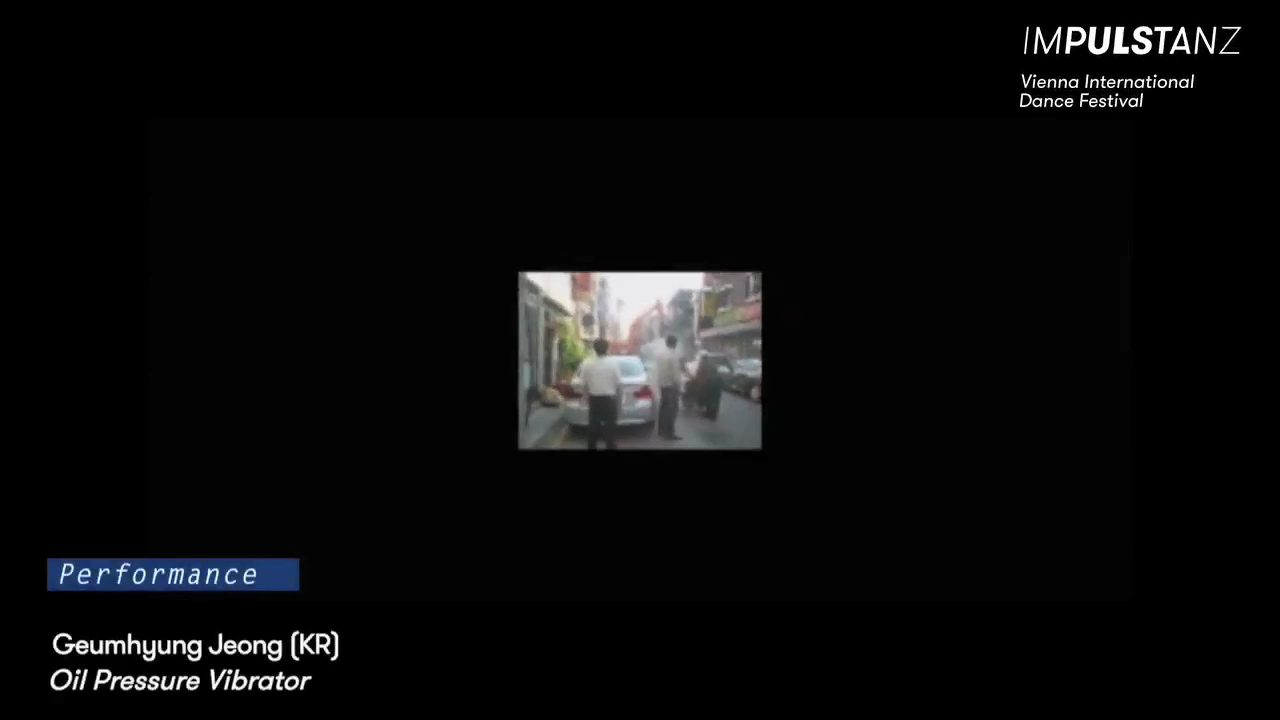 IMPULSTANZ
Vienna International
Dance Festival
Performance
Geumhyung Jeong (KR)
Oil Pressure Vibrator